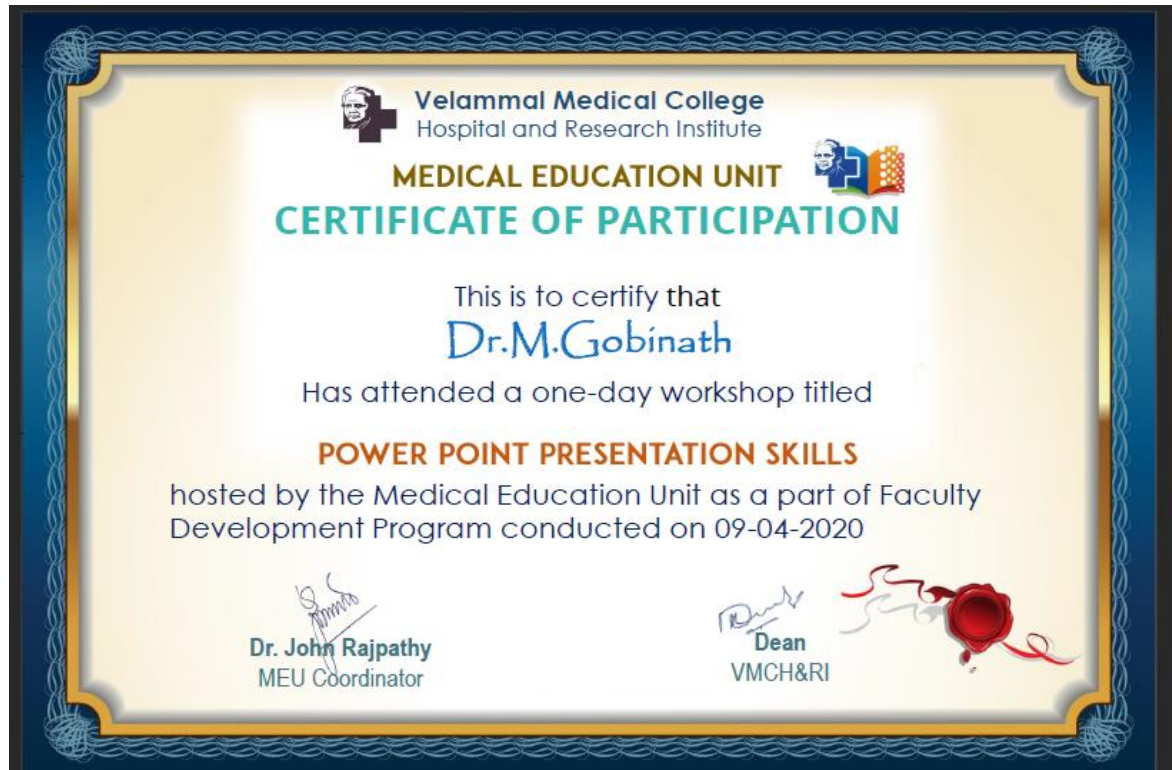 Velammal Medical College
Hospital and Research Institute
MEDICAL EDUCATION UNIT
CERTIFICATE OF PARTICIPATION
This is to certify that
Dr.M.Gobinath
Has attended a one-day workshop titled
POWER POINT PRESENTATION SKILLS
hosted by the Medical Education Unit as a part of Faculty
Development Program conducted on 09-04-2020
Dr. John Rajpathy
MEU Coordinator
Dean
VMCH&RI